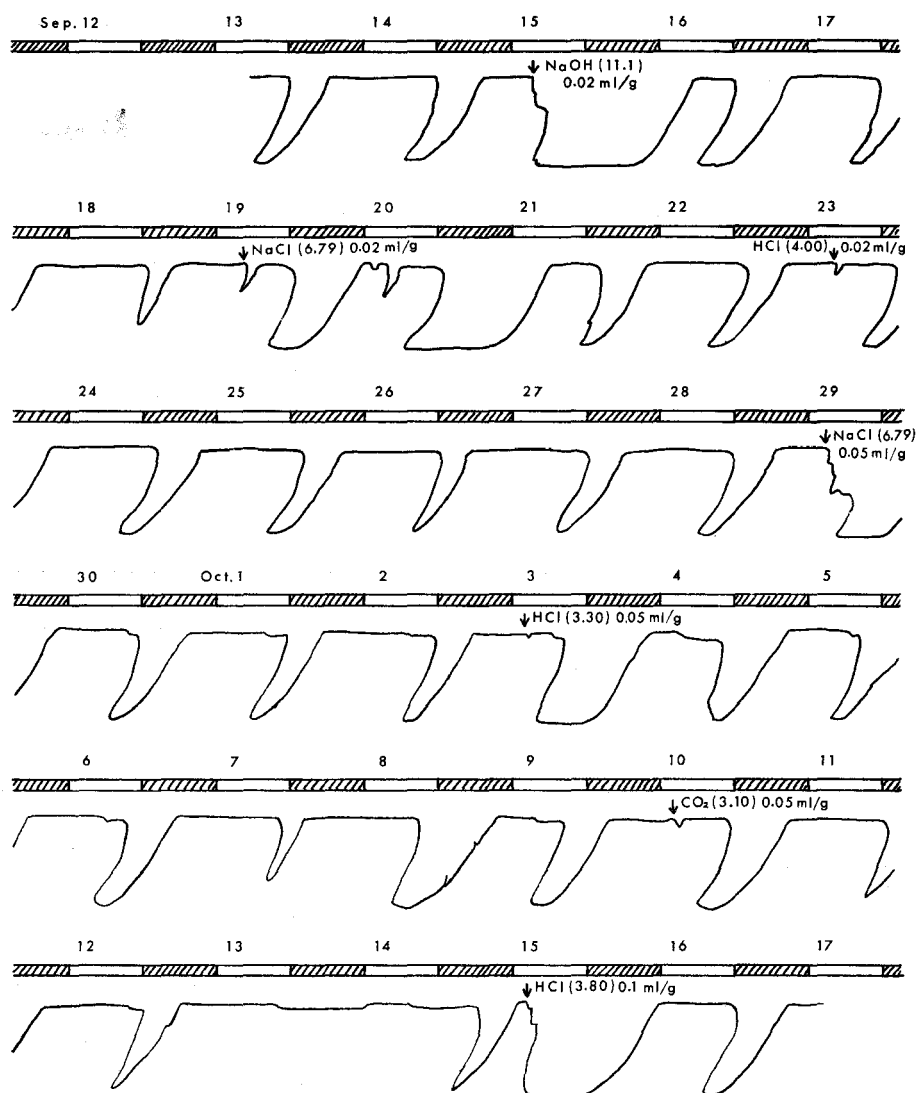 Sep. 12 13 14 15 16 17
NaOH (11.1)
0.02 ml/g
18 19 20 21 22 23
NaCl (6.79) 0.02 ml/g HCl (4.00) 0.02 ml/g
24 25 26 27 28 29
NaCl (6.79)
0.05 ml/g
30 Oct. 1 2 3 4 5
HCl (3.30) 0.05 ml/g
6 7 8 9 10 11
CO₂ (3.10) 0.05 ml/g
12 13 14 15 16 17
HCl (3.80) 0.1 ml/g